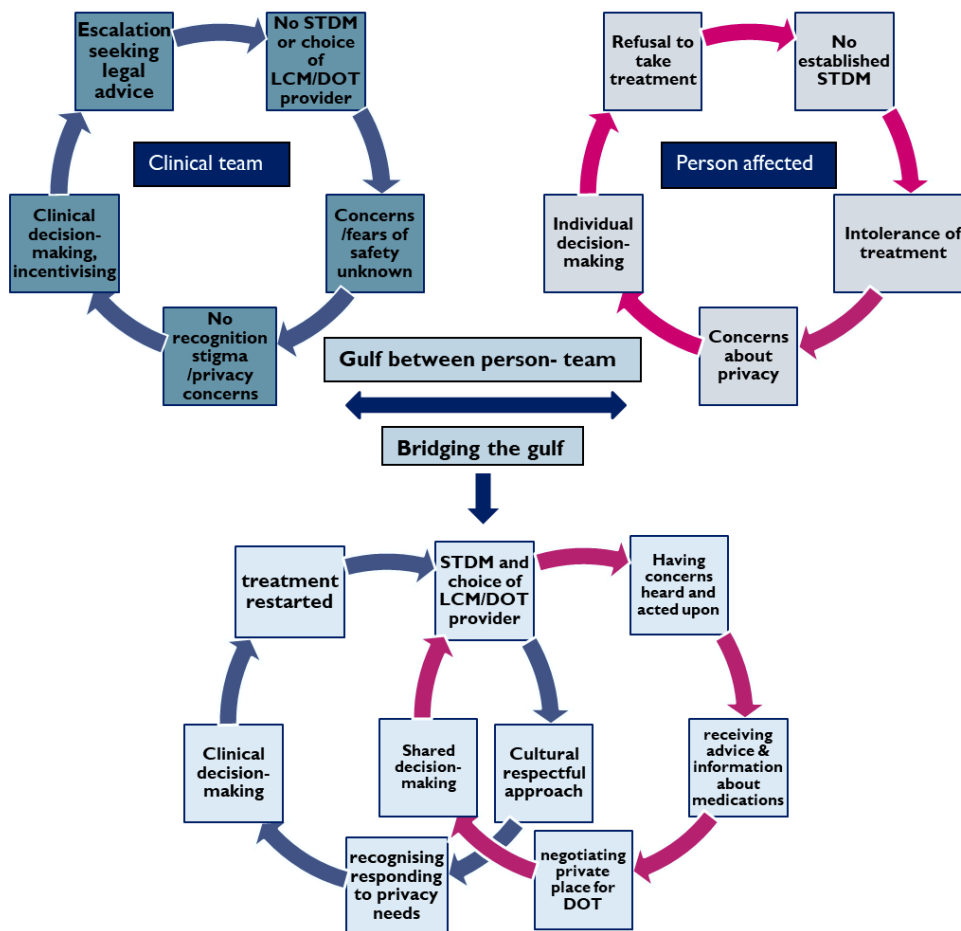 Escalation
seeking
legal
advice
No STDM
or choice
of
LCM/DOT
provider
Clinical team
Concerns
/fears of
safety
unknown
No
recognition
stigma
/privacy
concerns
Clinical
decision-
making,
incentivising
Refusal to
take
treatment
No
established
STDM
Person affected
Intolerance of
treatment
Concerns
about
privacy
Individual
decision-
making
Gulf between person- team
Bridging the gulf
treatment
restarted
STDM and
choice of
LCM/DOT
provider
Having
concerns
heard and
acted upon
Clinical
decision-
making
Shared
decision-
making
Cultural
respectful
approach
receiving
advice &
information
about
medications
recognising
responding
to privacy
needs
negotiating
private
place for
DOT